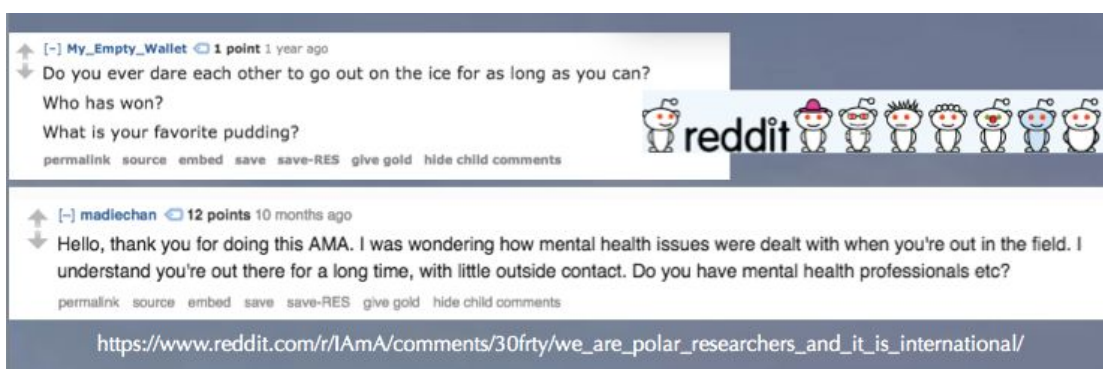 [-] My_Empty_Wallet 1 point 1 year ago
Do you ever dare each other to go out on the ice for as long as you can?
Who has won?
What is your favorite pudding?
permalink source embed save save-RES give gold hide child comments
reddit
[-] madiechan 12 points 10 months ago
Hello, thank you for doing this AMA. I was wondering how mental health issues were dealt with when you're out in the field. I
understand you're out there for a long time, with little outside contact. Do you have mental health professionals etc?
permalink source embed save save-RES give gold hide child comments
https://www.reddit.com/r/IAmA/comments/30frty/we_are_polar_researchers_and_it_is_international/